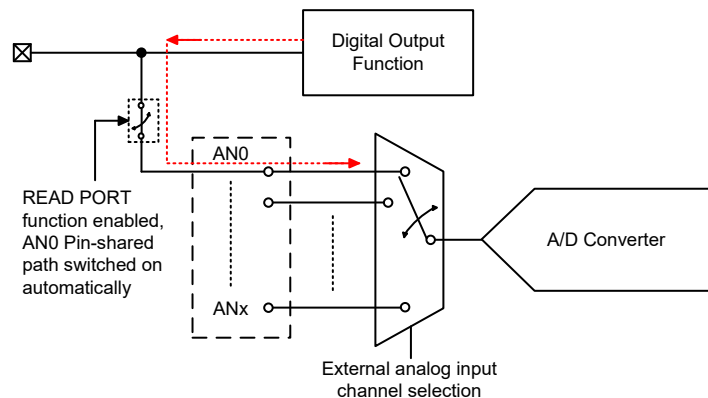 Digital Output
Function
AN0
READ PORT
function enabled,
AN0 Pin-shared
path switched on
automatically
A/D Converter
ANx
External analog input
channel selection